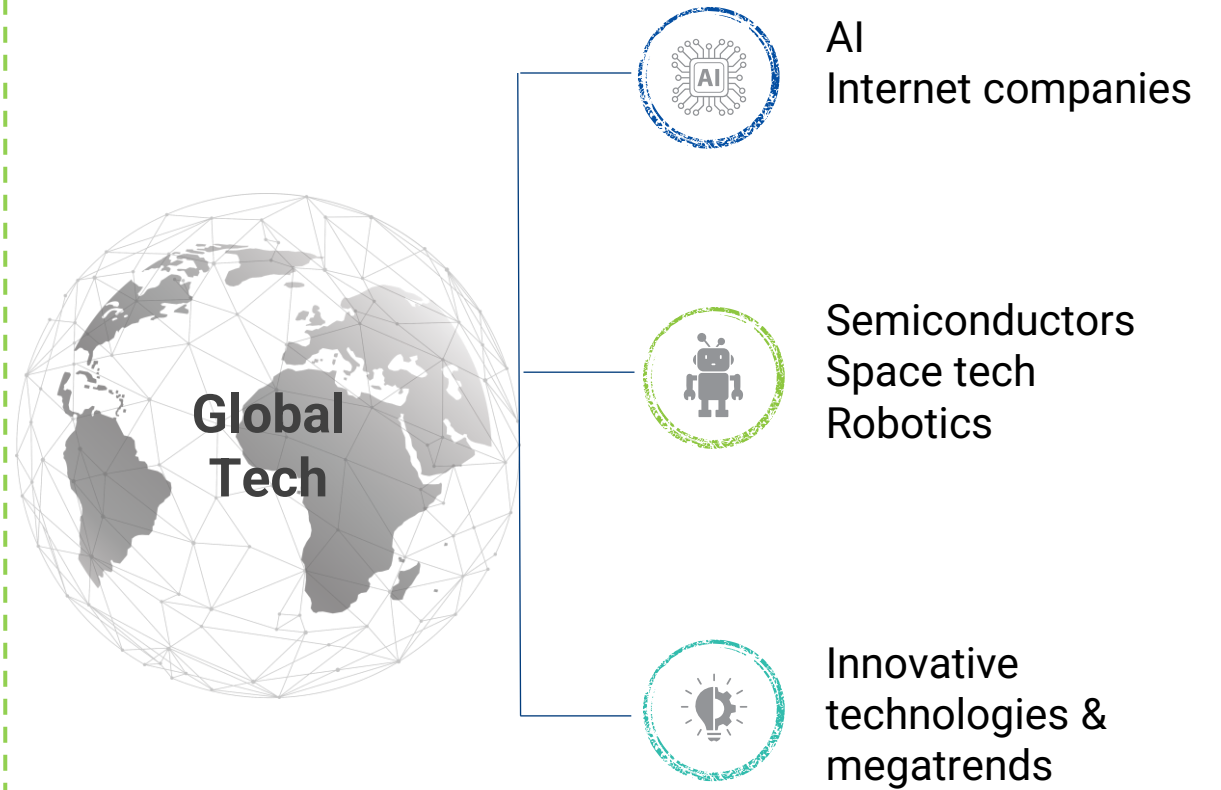 AI
Internet companies
AI
Global
Tech
Semiconductors
Space tech
Robotics
Innovative
technologies &
megatrends